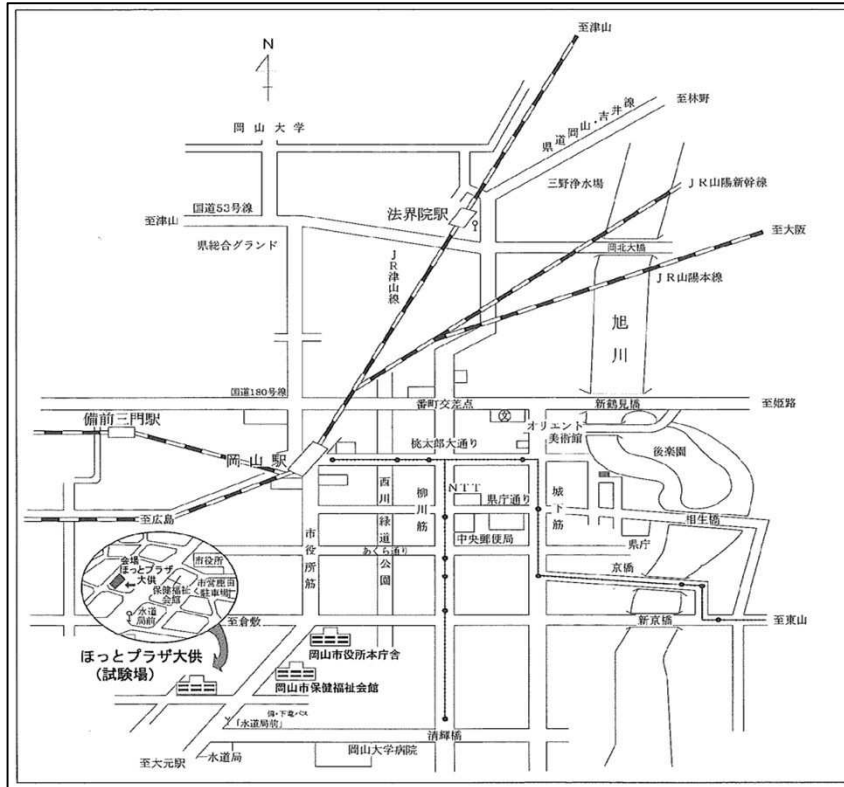 至津山
N
至林野
岡山大学
県道岡山・吉井線
三野浄水場
JR山陽新幹線
国道53号線
法界院駅
至津山
至大阪
県総合グランド
岡北大橋
JR津山線
JR山陽本線
旭川
国道180号線
番町交差点
新鶴見橋
至姫路
備前三門駅
文
オリエント
美術館
桃太郎大通り
後楽園
岡山駅
西川緑道公園
柳川筋
NTT
県庁通り
城下筋
至広島
相生橋
市役所筋
中央郵便局
県庁
あくら通り
京橋
市役所
会場
ほっとプラザ
大供
保健福祉
会館
市営鹿田
駐車場
水道
局前
至倉敷
新京橋
至東山
ほっとプラザ大供
(試験場)
岡山市役所本庁舎
岡山市保健福祉会館
「水道局前」
清輝橋
岡山大学病院
水道局
至大元駅